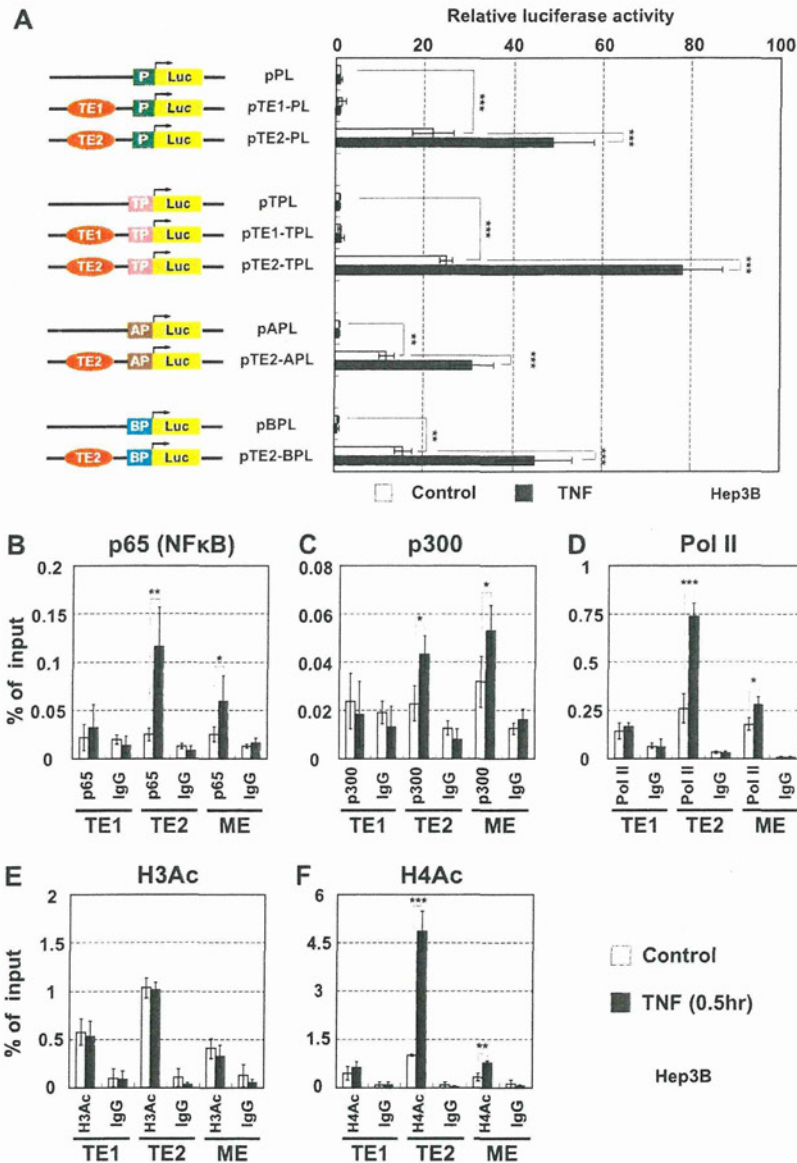 A
Relative luciferase activity
0 20 40 60 80 100
P Luc pPL
***
TE1 P Luc pTE1-PL
TE2 P Luc pTE2-PL
***
TP Luc pTPL
***
TE1 TP Luc pTE1-TPL
TE2 TP Luc pTE2-TPL
***
AP Luc pAPL
**
TE2 AP Luc pTE2-APL
***
BP Luc pBPL
**
TE2 BP Luc pTE2-BPL
***
Control TNF Hep3B
B p65 (NFκB)
% of input
0.2
0.15
0.1
0.05
0
**
*
p65 IgG p65 IgG p65 IgG
TE1 TE2 ME
C p300
0.08
0.06
0.04
0.02
0
*
*
p300 IgG p300 IgG p300 IgG
TE1 TE2 ME
D Pol II
1
0.75
0.5
0.25
0
***
*
Pol II IgG Pol II IgG Pol II IgG
TE1 TE2 ME
E H3Ac
% of input
2
1.5
1
0.5
0
H3Ac IgG H3Ac IgG H3Ac IgG
TE1 TE2 ME
F H4Ac
6
4.5
3
1.5
0
***
**
H4Ac IgG H4Ac IgG H4Ac IgG
TE1 TE2 ME
Control
TNF (0.5hr)
Hep3B